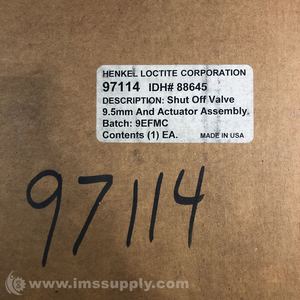 HENKEL LOCTITE CORPORATION
97114 IDH# 88645
DESCRIPTION: Shut Off Valve
9.5mm And Actuator Assembly
Batch: 9EFMC
Contents (1) EA. MADE IN USA
97114
© www.imssupply.com